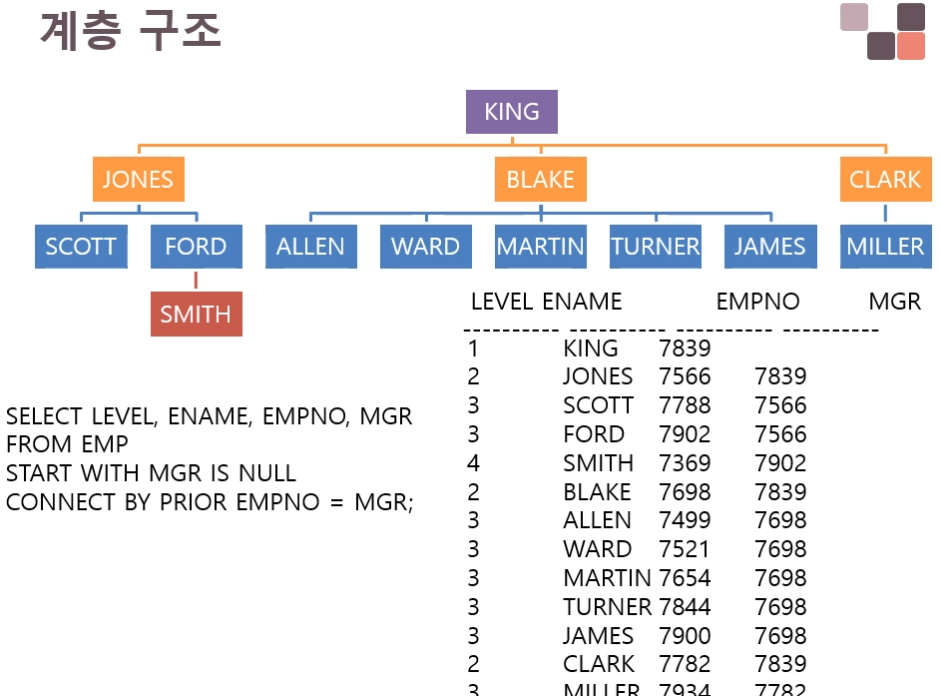 계층 구조
KING
JONES BLAKE CLARK
SCOTT FORD ALLEN WARD MARTIN TURNER JAMES MILLER
SMITH
SELECT LEVEL, ENAME, EMPNO, MGR
FROM EMP
START WITH MGR IS NULL
CONNECT BY PRIOR EMPNO = MGR;
LEVEL ENAME EMPNO MGR
---------- ---------- ---------- ----------
1 KING 7839
2 JONES 7566 7839
3 SCOTT 7788 7566
3 FORD 7902 7566
4 SMITH 7369 7902
2 BLAKE 7698 7839
3 ALLEN 7499 7698
3 WARD 7521 7698
3 MARTIN 7654 7698
3 TURNER 7844 7698
3 JAMES 7900 7698
2 CLARK 7782 7839
3 MILLER 7934 7782